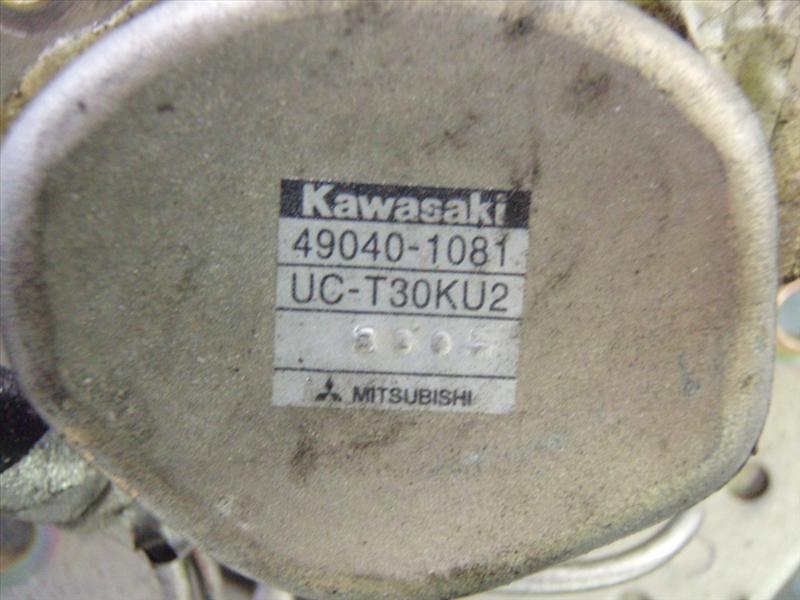 Kawasaki
49040-1081
UC-T30KU2
MITSUBISHI